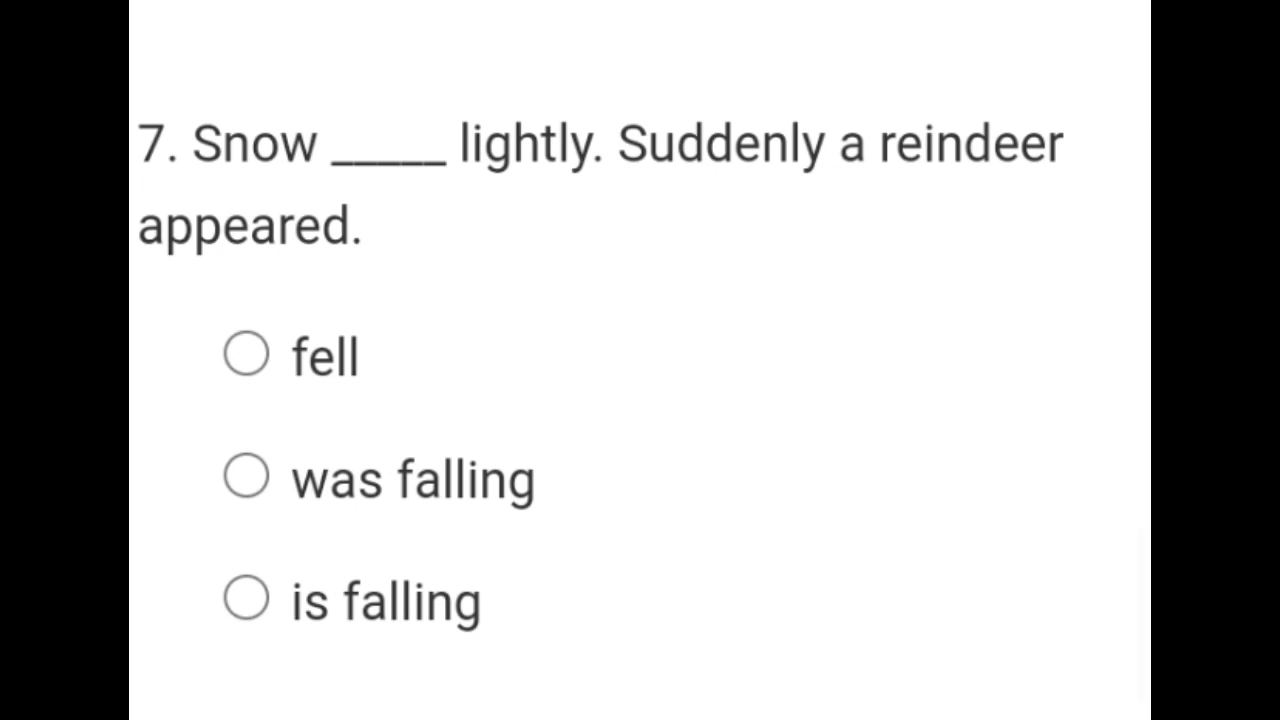 7. Snow _____ lightly. Suddenly a reindeer
appeared.
fell
was falling
is falling